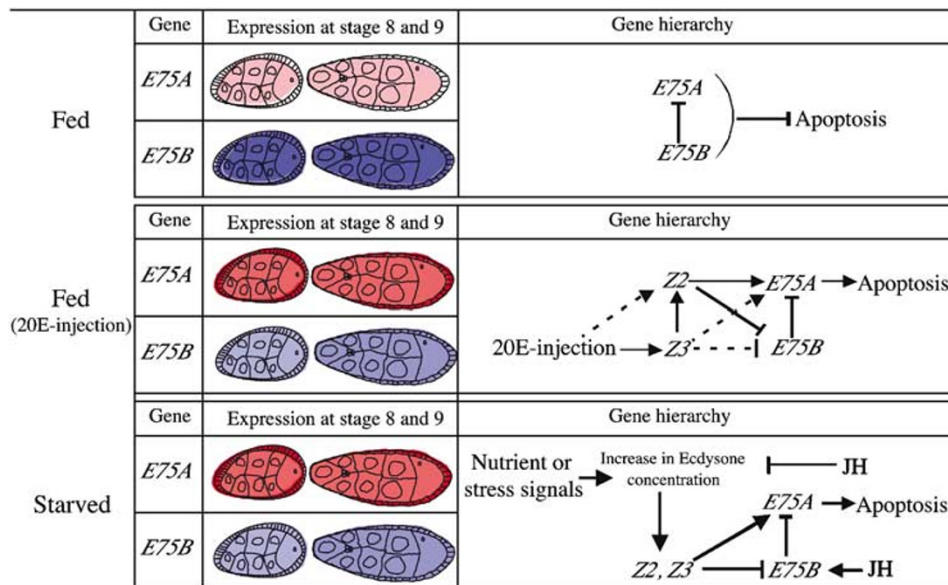 Gene Expression at stage 8 and 9 Gene hierarchy
Fed
E75A
E75B
E75A
E75B
Apoptosis
Gene Expression at stage 8 and 9 Gene hierarchy
Fed
(20E-injection)
E75A
E75B
Z2 E75A Apoptosis
20E-injection Z3 E75B
Gene Expression at stage 8 and 9 Gene hierarchy
Starved
E75A
E75B
Nutrient or
stress signals
Increase in Ecdysone
concentration
JH
E75A Apoptosis
Z2, Z3 E75B JH